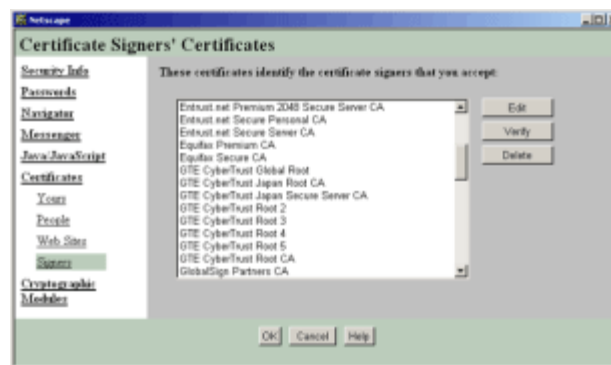 Netscape
Certificate Signers' Certificates
Security Info
Passwords
Navigator
Messenger
Java/JavaScript
Certificates
Yours
People
Web Sites
Signers
Cryptographic
Modules
These certificates identify the certificate signers that you accept:
Entrust.net Premium 2048 Secure Server CA
Entrust.net Secure Personal CA
Entrust.net Secure Server CA
Equifax Premium CA
Equifax Secure CA
GTE CyberTrust Global Root
GTE CyberTrust Japan Root CA
GTE CyberTrust Japan Secure Server CA
GTE CyberTrust Root 2
GTE CyberTrust Root 3
GTE CyberTrust Root 4
GTE CyberTrust Root 5
GTE CyberTrust Root CA
GlobalSign Partners CA
Edit
Verify
Delete
OK Cancel Help